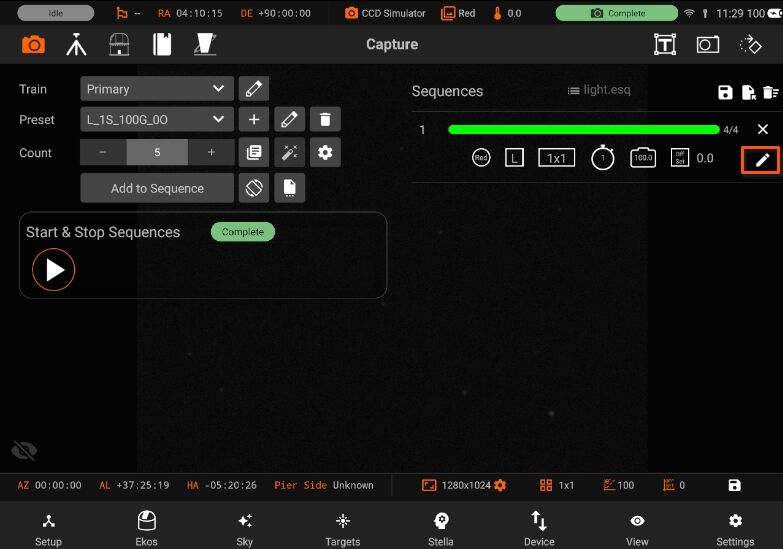 Idle -- RA 04:10:15 DE +90:00:00 CCD Simulator Red 0.0 Complete 11:29 100
Capture
Train Primary
Preset L_1S_100G_0O
Count − 5 +
Add to Sequence
Start & Stop Sequences Complete
Sequences light.esq
1 4/4
Red L 1x1 1 100.0 Off Set 0.0
AZ 00:00:00 AL +37:25:19 HA -05:20:26 Pier Side Unknown 1280x1024 1x1 100 0
Setup Ekos Sky Targets Stella Device View Settings